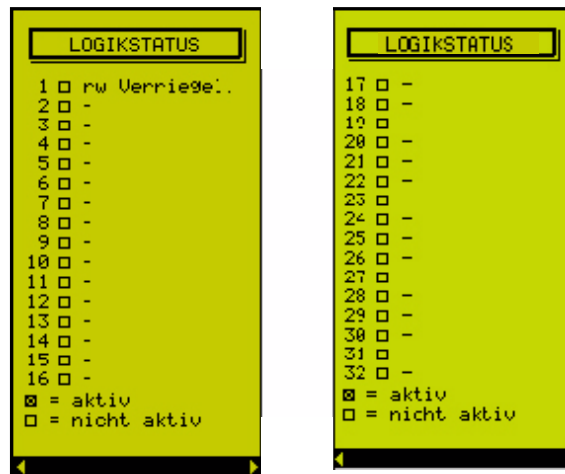 LOGIKSTATUS
1 □ rw Verriegel.
2 □ -
3 □ -
4 □ -
5 □ -
6 □ -
7 □ -
8 □ -
9 □ -
10 □ -
11 □ -
12 □ -
13 □ -
14 □ -
15 □ -
16 □ -
⊠ = aktiv
□ = nicht aktiv
LOGIKSTATUS
17 □ -
18 □ -
19 □
20 □ -
21 □ -
22 □ -
23 □
24 □ -
25 □ -
26 □ -
27 □
28 □ -
29 □ -
30 □ -
31 □
32 □ -
⊠ = aktiv
□ = nicht aktiv